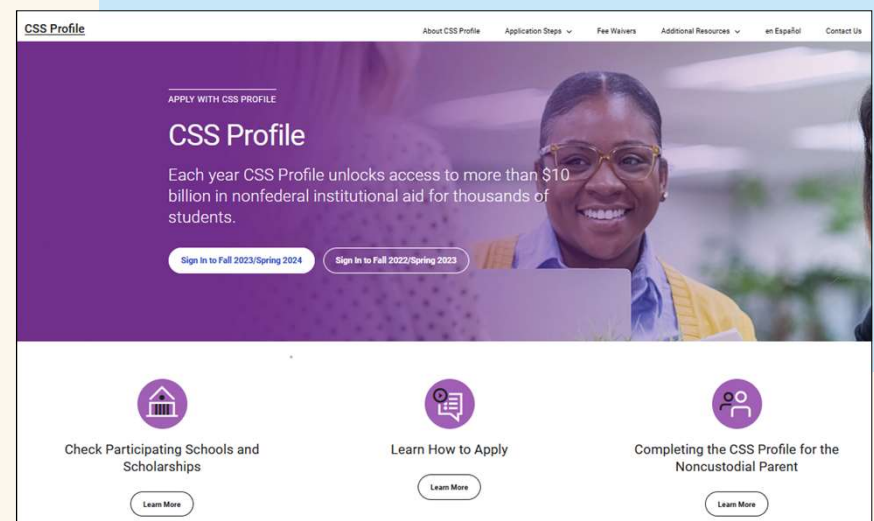 CSS Profile
About CSS Profile Application Steps Fee Waivers Additional Resources en Español Contact Us
APPLY WITH CSS PROFILE
CSS Profile
Each year CSS Profile unlocks access to more than $10
billion in nonfederal institutional aid for thousands of
students.
Sign In to Fall 2023/Spring 2024 Sign In to Fall 2022/Spring 2023
Check Participating Schools and
Scholarships
Learn More
Learn How to Apply
Learn More
Completing the CSS Profile for the
Noncustodial Parent
Learn More